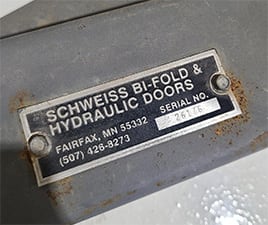 SCHWEISS BI-FOLD &
HYDRAULIC DOORS
FAIRFAX, MN 55332 SERIAL NO.
(507) 426-8273